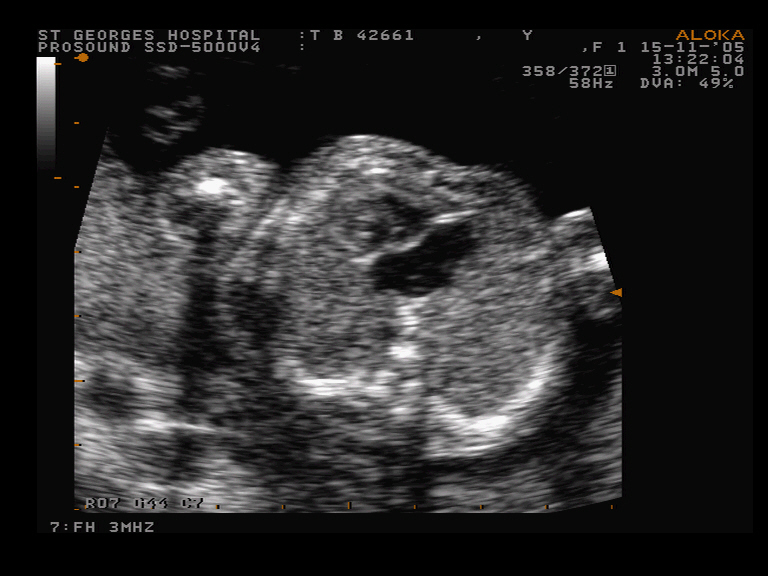 ST GEORGES HOSPITAL :T B 42661 , Y ALOKA
PROSOUND SSD-5000V4 : ,F 1 15-11-'05
13:22:04
358/372 1 3.0M 5.0
58Hz DVA: 49%
R07 G44 C7
7:FH 3MHZ